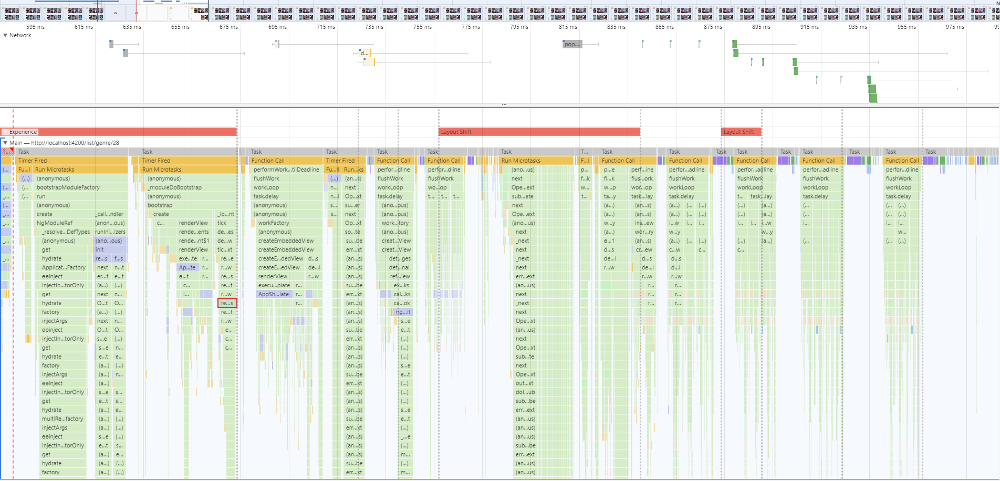 595 ms 615 ms 635 ms 655 ms 675 ms 695 ms 715 ms 735 ms 755 ms 775 ms 795 ms 815 ms 835 ms 855 ms 875 ms 895 ms 915 ms 935 ms 955 ms 975 ms 99
▼ Network
pop...
d...
...
Experience Layout Shift Layout Shift
▼ Main — http://localhost:4200/list/genre/28
T... Task Task Task Task Task Task Task T... Task Task Task Task Task Task Task Task
Timer Fired Timer Fired Function Call Timer Fired Function Call Function Call Run Microtasks Function Call Function Call Function Call Function Call Function Call
(... Fu...l Run Microtasks Run Microtasks performWork...tilDeadline Fu...ll Run...ks perfor...dline perfor...dline (ano...us) p... p...e perf...ine perfor...adline perfor...adline perfor...adline perfor...dline
(...) (anonymous) (anonymous) flushWork (...) (an...s) flushWork flushWork next f...k f...k flus...ork flushWork flushWork flushWork flushWork
(... (... bootstrapModuleFactory _moduleDoBootstrap workLoop n... next workLoop wo...op Ope...ext w... w...p wor...op workLoop workLoop workLoop workLoop
_... (... run (anonymous) task.delay n...l Op...xt task.delay t... t... t... sub...ete t... ta...y tas...lay task.delay t... task...lay task.delay task.delay
(... (anonymous) bootstrap (anonymous) s... su...er (ano...ous) next (a...) (an...s) (a...) (... (... (... (a...) (... (... (... (...
_... create _call...ndler create _lo...nt (anonymous) s... next (ano...ous) Ope...xt (a...) (an...s) (a...) (... (... (... (a...) (... (... (... (...
_... NgModuleRef (anon...ous) c... renderView tick workFactory Op...xt work...tory (ano...us) w...y ins...ew i...w i... i...w i... i... i...w i... i...w i... i...
_resolve...DefTypes runIni...izers rende...ents de...es (anonymous) so...te (ano...ous) next (a...) wor...ry w...y w...y w...
_... (anonymous) (ano...ous) rende...nt$1 de...w createEmbeddedView su...be creat...View _next e...1 (an...s) (a...) (... (... (... (a...) (... (... (...
get init renderView tic...xt createEmbeddedView err...xt creat...View next d...s cr...ew c...w c...
_... hydrate re...s f...s exe...te r... re...e createE...dedView d...s (an...s) det...ges _next de...l d...s d...s
Applicat...Factory next n...t Ap...te r... r...w createE...edView de...l (an...s) det...nal next r...w de...l d...l
ɵɵinject er...t e...t e...t r... re...s renderView r...w (an...s) ref...iew err...ext r...w r...w
injectIn...torOnly (a...) (...) c... re...t execu...plate r... su...be ex...ks (an...us) r... r...
get next n... i... r...w AppSh...late r... err...xt cal...ks next r... r...
hydrate O...t O... re...s r... (an...s) ca...ok _next r... r...
factory (a...) (...) re...t (an...s) ng...it next
injectArgs next n... r...w (an...s) s...e Ope...xt
ɵɵinject O...t O... e... su...be e...t (an...us)
injectIn...torOnly s...e (...) c... err...xt (...) next
get s...e n... c... (an...s) (...) Ope...xt
hydrate e...t e... (an...s) (...) sub...te
factory (a...) (...) (an...s) s...e next
injectArgs (a...) n... su...be e...t Ope...xt
ɵɵinject (a...) (...) err...xt (...) out...xt
injectIn...torOnly s...e s... (an...s) (...) dol...ub
get e...t s... (an...s) (...) sub...be
hydrate (a...) e... (an...s) s...e err...ext
multiRe...factory (a...) (...) su...be e...t (an...us)
injectArgs (a...) (...) err...xt (...) (an...us)
ɵɵinject s...e (...) (an...s) _...e (an...us)
injectIn...torOnly e...t s... (an...s) (...) sub...be
get (a...) e... (an...s) m... err...ext
hydrate (a...) (...) su...be (...) (an...us)
factory (a...) (...) err...xt m... (an...us)